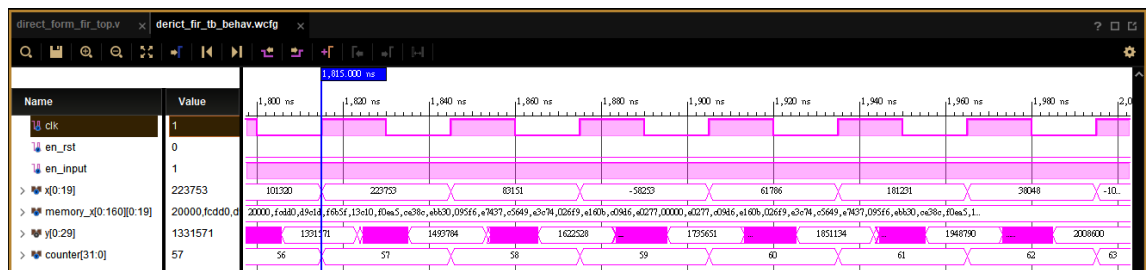 direct_form_fir_top.v × derict_fir_tb_behav.wcfg ×
1,815.000 ns
Name Value 1,800 ns 1,820 ns 1,840 ns 1,860 ns 1,880 ns 1,900 ns 1,920 ns 1,940 ns 1,960 ns 1,980 ns 2,0
clk 1
en_rst 0
en_input 1
x[0:19] 223753 101320 223753 83151 -58253 61786 181231 38048 -10...
memory_x[0:160][0:19] 20000,fcdd0,d 20000,fcdd0,d9c1d,f6b5f,13c10,f0ea5,ce38c,ebb30,095f6,e7437,c5649,e3c74,026f9,e160b,c09d6,e0277,00000,e0277,c09d6,e160b,026f9,e3c74,c5649,e7437,095f6,ebb30,ce38c,f0ea5,1...
y[0:29] 1331571 1331571 1493784 1622528 ... 1735651 ... 1851134 1948790 ... 2008600
counter[31:0] 57 56 57 58 59 60 61 62 63